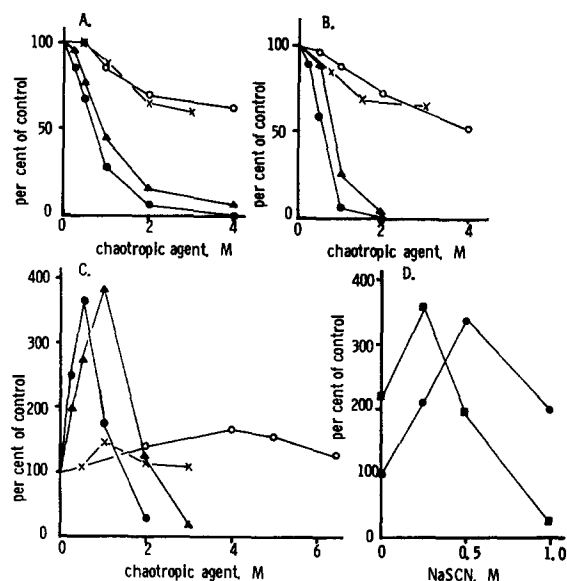 A.
100
50
0
per cent of control
0
2
4
chaotropic agent, M
B.
100
50
0
per cent of control
0
2
4
chaotropic agent, M
C.
400
300
200
100
0
per cent of control
0
2
4
6
chaotropic agent, M
D.
400
300
200
100
0
per cent of control
0
0.5
1.0
NaSCN, M